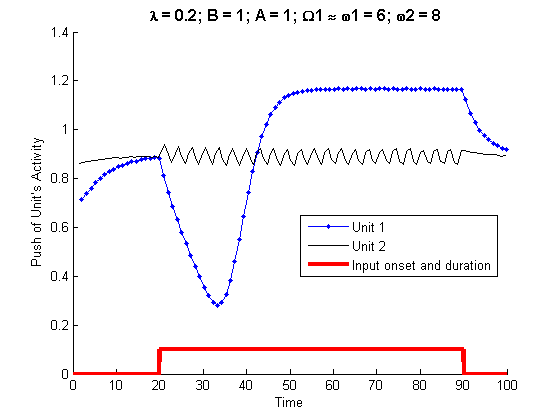 λ = 0.2; B = 1; A = 1; Ω1 ≈ ϖ1 = 6; ϖ2 = 8
1.4
1.2
1
0.8
0.6
0.4
0.2
0
Push of Unit's Activity
Unit 1
Unit 2
Input onset and duration
0 10 20 30 40 50 60 70 80 90 100
Time